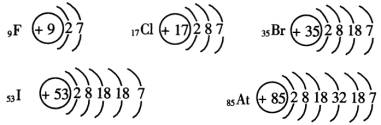 ₉F +9 2 7 ₁₇Cl +17 2 8 7 ₃₅Br +35 2 8 18 7
₅₃I +53 2 8 18 18 7 ₈₅At +85 2 8 18 32 18 7